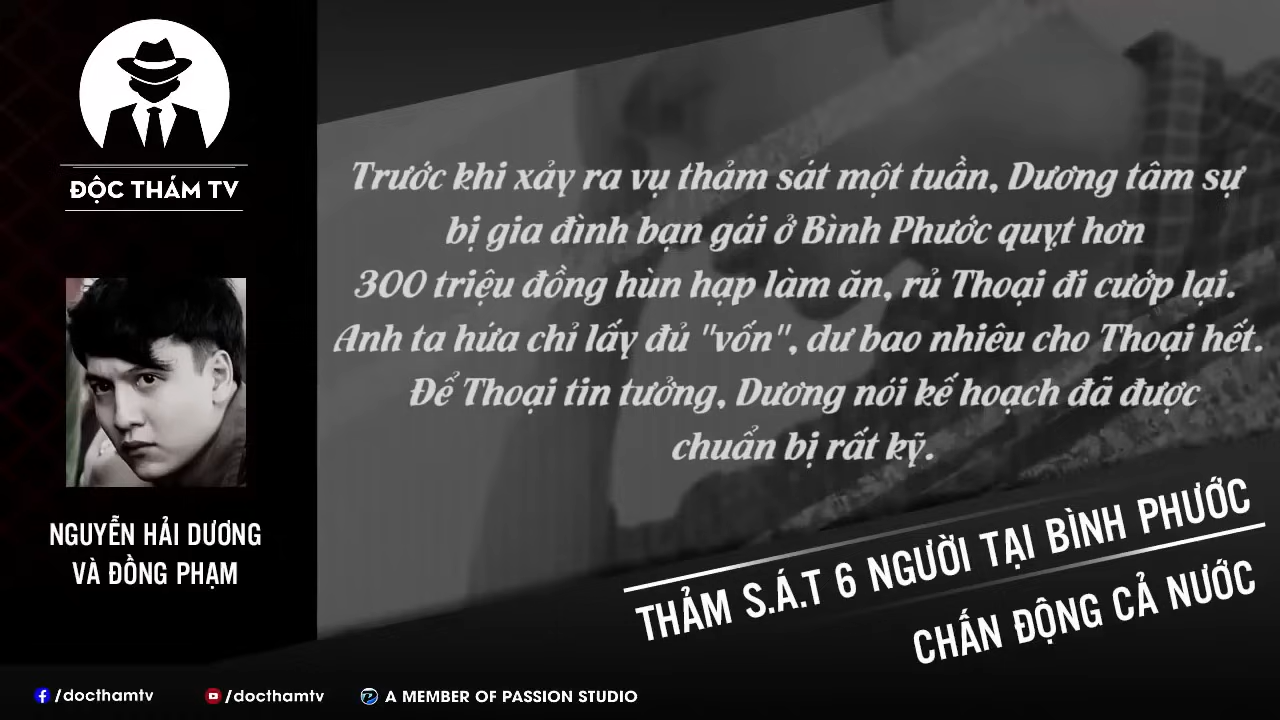 ĐỘC THÁM TV
NGUYỄN HẢI DƯƠNG
VÀ ĐỒNG PHẠM
Trước khi xảy ra vụ thảm sát một tuần, Dương tâm sự
bị gia đình bạn gái ở Bình Phước quỵt hơn
300 triệu đồng hùn hạp làm ăn, rủ Thoại đi cướp lại.
Anh ta hứa chỉ lấy đủ "vốn", dư bao nhiêu cho Thoại hết.
Để Thoại tin tưởng, Dương nói kế hoạch đã được
chuẩn bị rất kỹ.
THẢM S.Á.T 6 NGƯỜI TẠI BÌNH PHƯỚC
CHẤN ĐỘNG CẢ NƯỚC
/docthamtv
/docthamtv
A MEMBER OF PASSION STUDIO